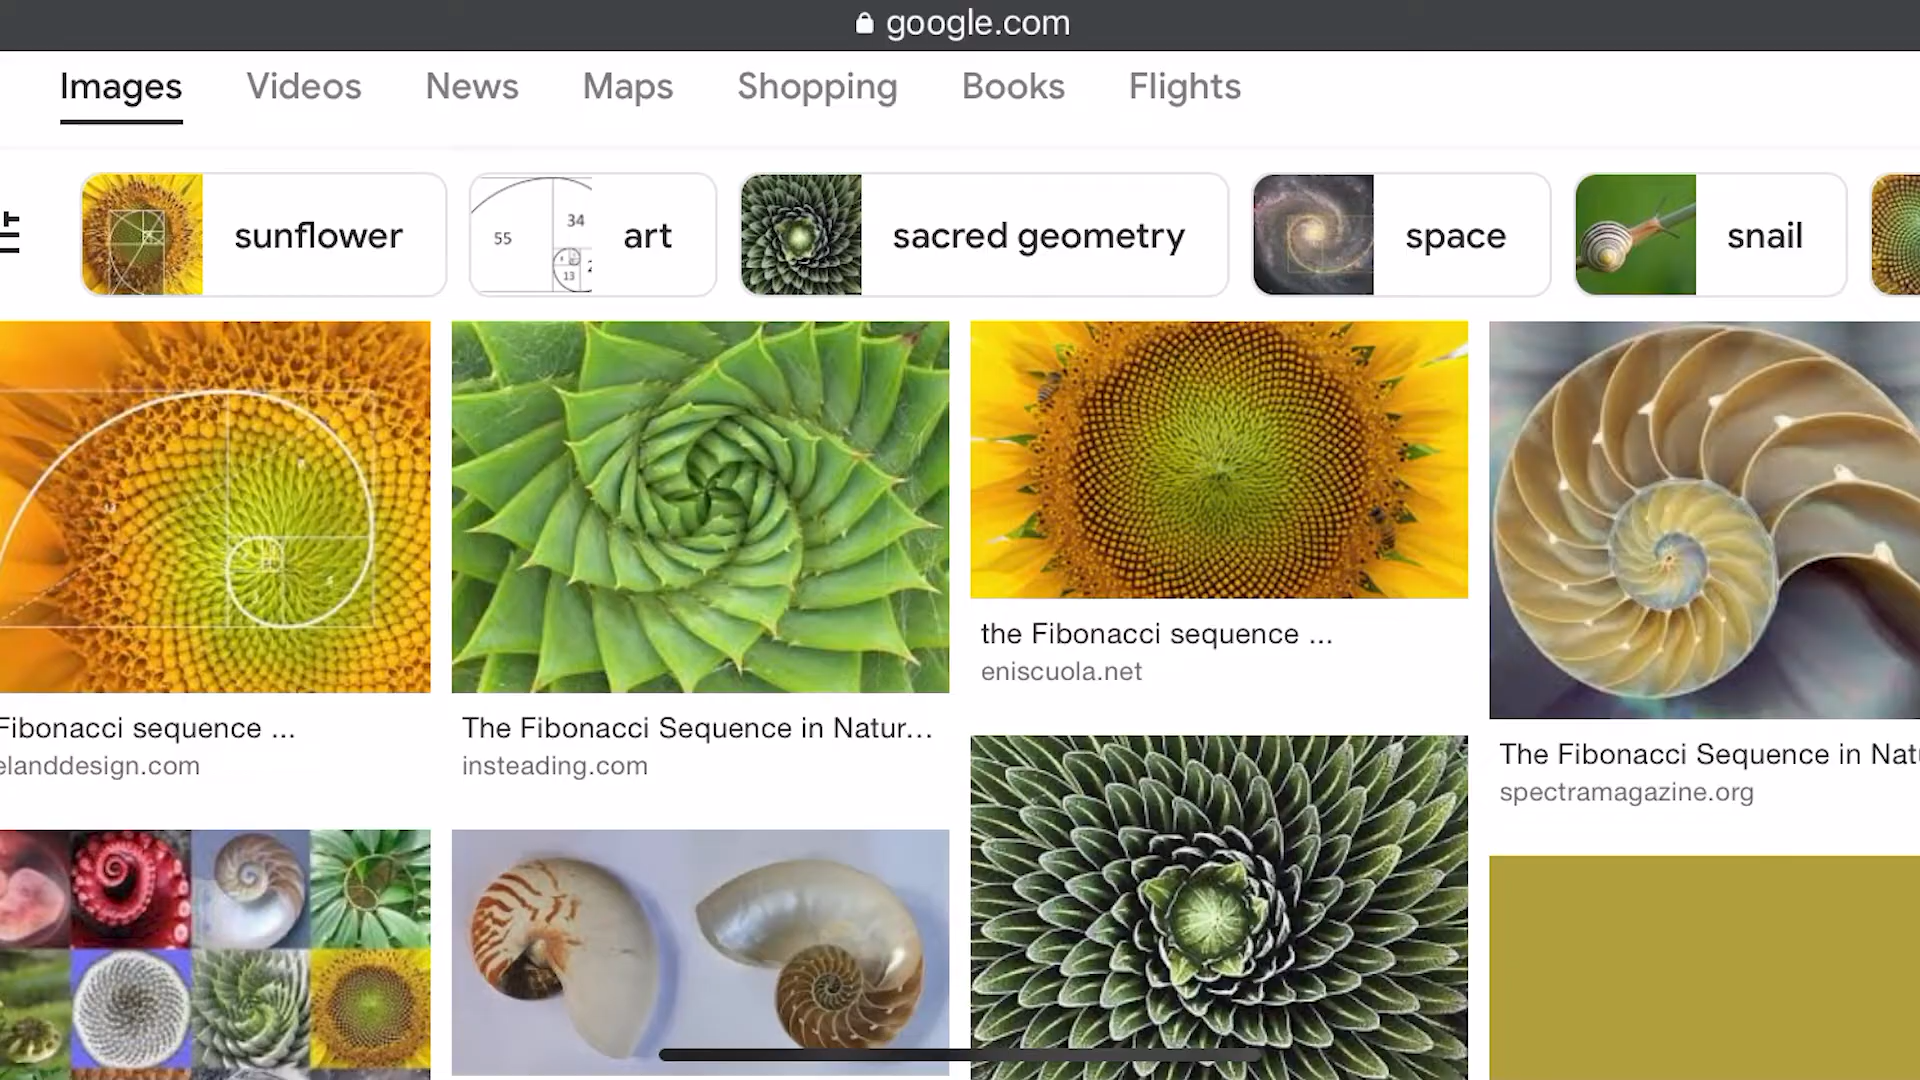 google.com
Images Videos News Maps Shopping Books Flights
sunflower
55
34
13
art
sacred geometry
space
snail
Fibonacci sequence ...
elanddesign.com
The Fibonacci Sequence in Natur...
insteading.com
the Fibonacci sequence ...
eniscuola.net
The Fibonacci Sequence in Nat
spectramagazine.org